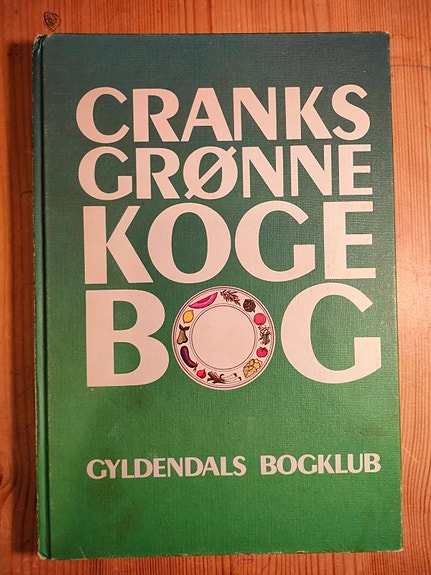 CRANKS
GRØNNE
KOGE
BOG
GYLDENDALS BOGKLUB